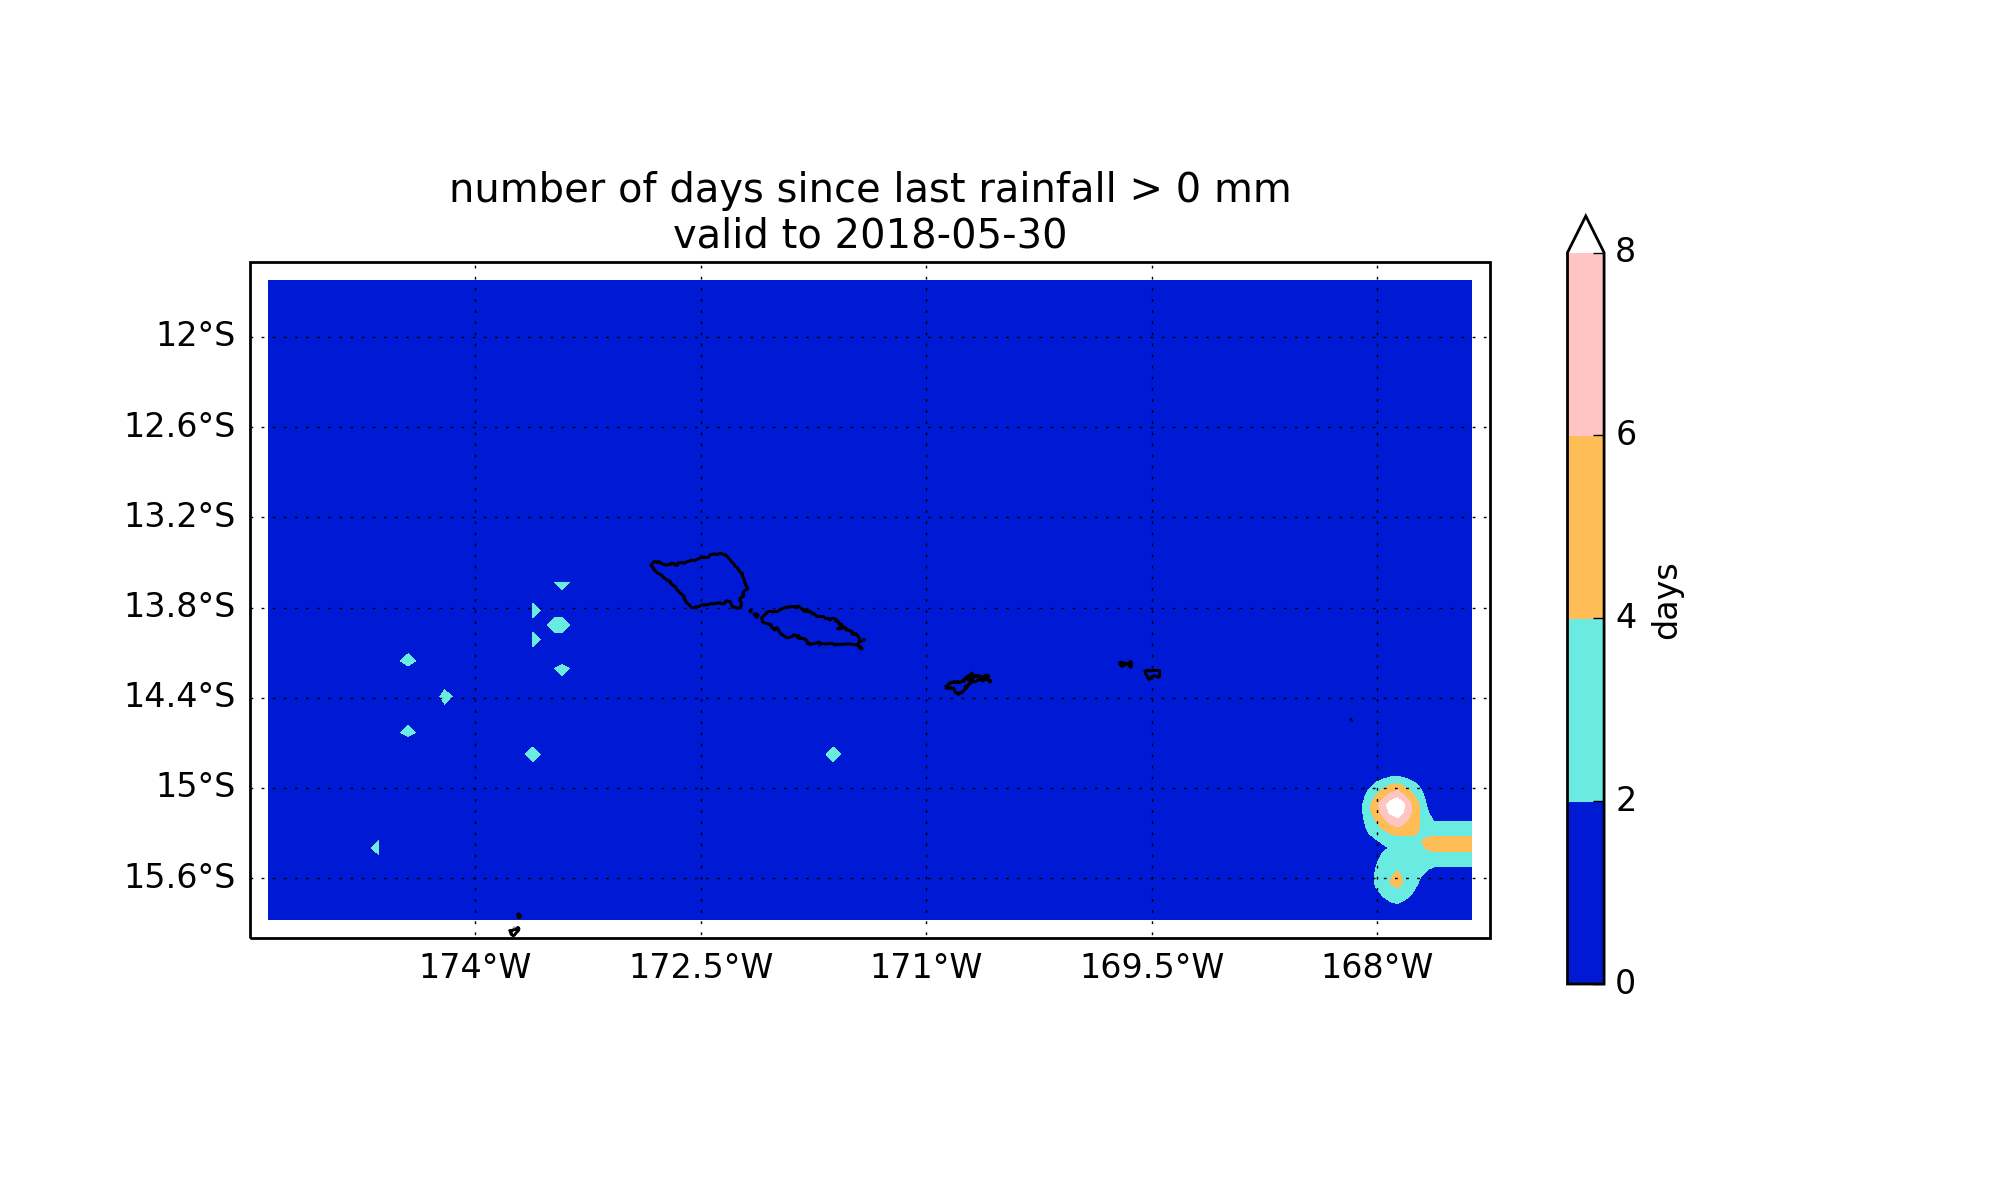 number of days since last rainfall > 0 mm
valid to 2018-05-30
12°S
12.6°S
13.2°S
13.8°S
14.4°S
15°S
15.6°S
174°W
172.5°W
171°W
169.5°W
168°W
8
6
4
2
0
days